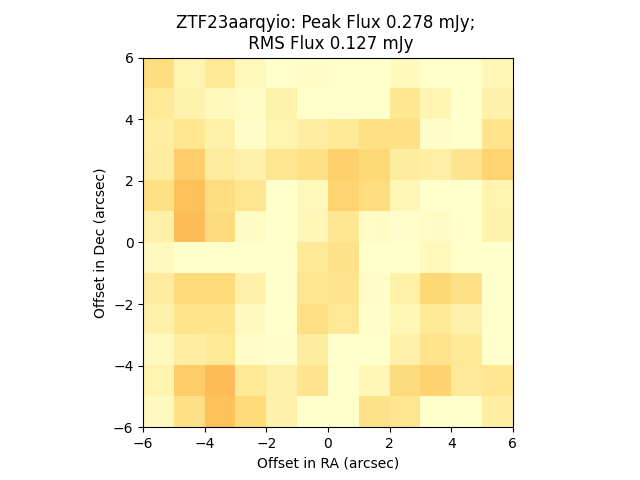 ZTF23aarqyio: Peak Flux 0.278 mJy;
RMS Flux 0.127 mJy
6
4
2
0
−2
−4
−6
Offset in Dec (arcsec)
−6 −4 −2 0 2 4 6
Offset in RA (arcsec)